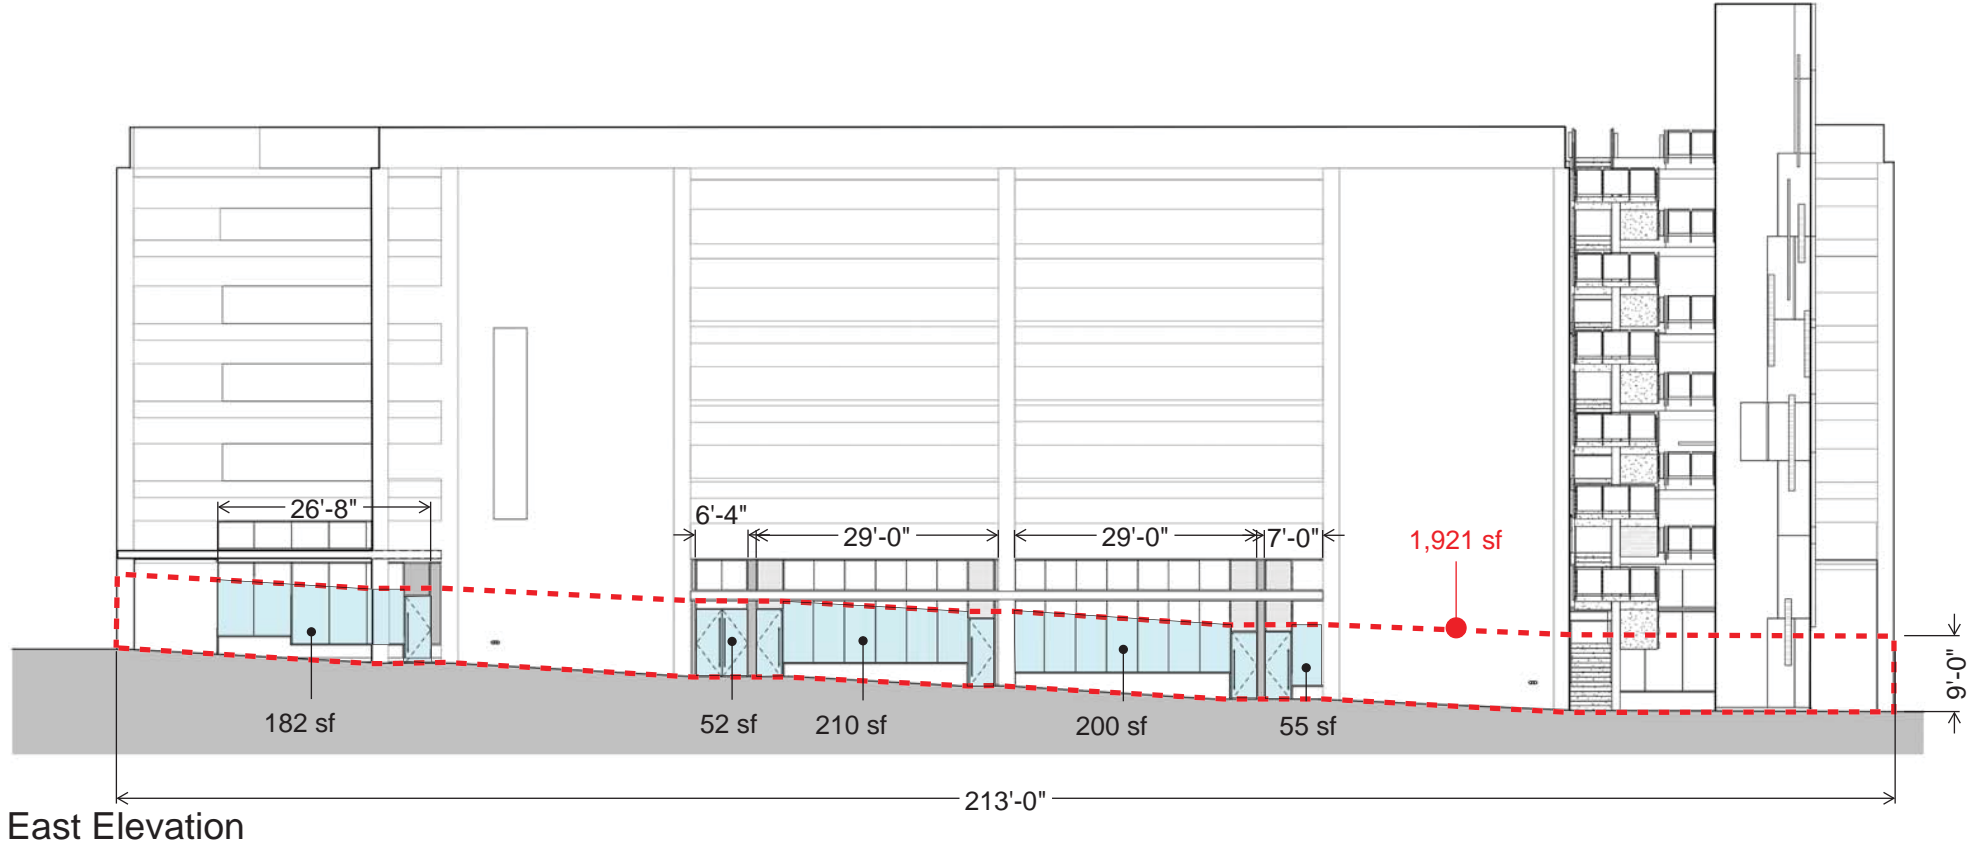 26'-8"
6'-4"
29'-0"
29'-0"
7'-0"
1,921 sf
9'-0"
182 sf
52 sf
210 sf
200 sf
55 sf
213'-0"
East Elevation